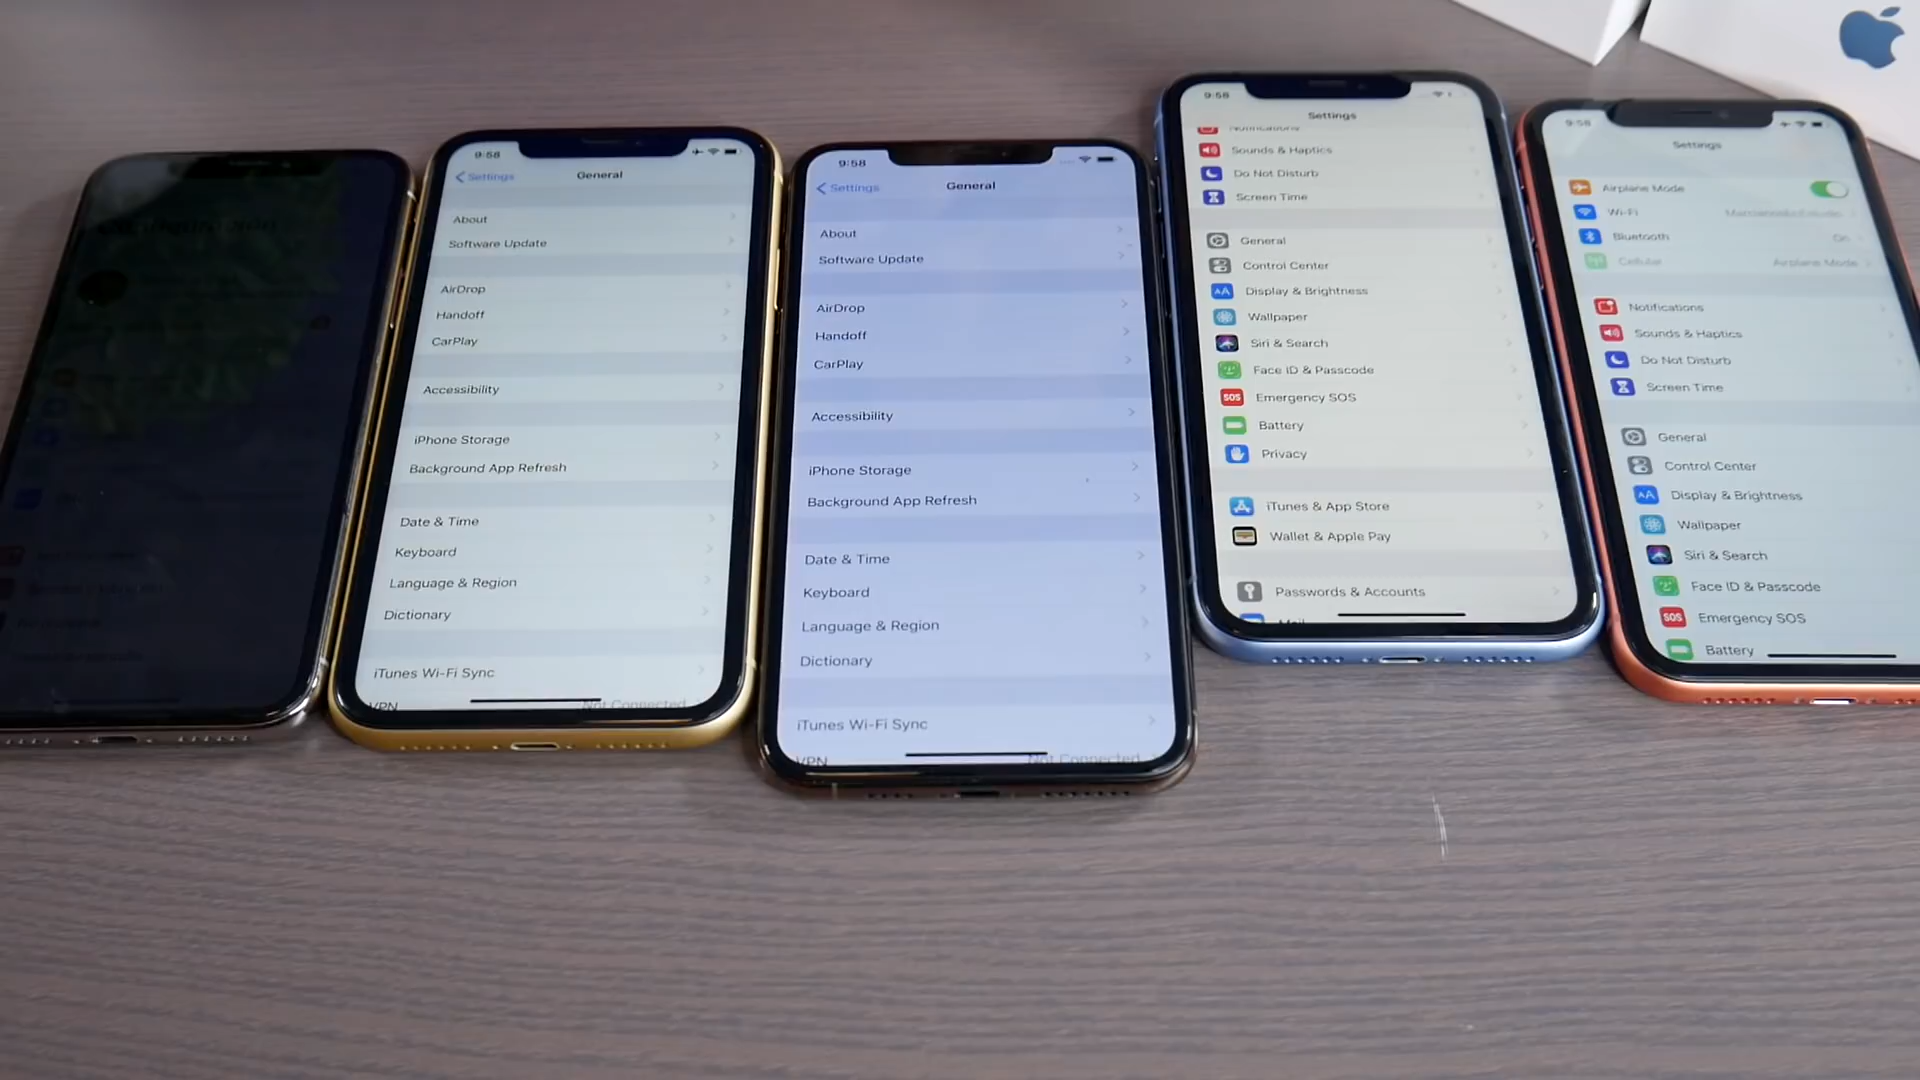 9:58
Settings
General
About
Software Update
AirDrop
Handoff
CarPlay
Accessibility
iPhone Storage
Background App Refresh
Date & Time
Keyboard
Language & Region
Dictionary
iTunes Wi-Fi Sync
VPN
Not Connected
9:58
Settings
General
About
Software Update
AirDrop
Handoff
CarPlay
Accessibility
iPhone Storage
Background App Refresh
Date & Time
Keyboard
Language & Region
Dictionary
iTunes Wi-Fi Sync
VPN
Not Connected
9:58
Settings
Notifications
Sounds & Haptics
Do Not Disturb
Screen Time
General
Control Center
AA Display & Brightness
Wallpaper
Siri & Search
Face ID & Passcode
SOS Emergency SOS
Battery
Privacy
iTunes & App Store
Wallet & Apple Pay
Passwords & Accounts
Mail
9:58
Settings
Airplane Mode
Wi-Fi
Bluetooth On
Cellular Airplane Mode
Notifications
Sounds & Haptics
Do Not Disturb
Screen Time
General
Control Center
AA Display & Brightness
Wallpaper
Siri & Search
Face ID & Passcode
SOS Emergency SOS
Battery